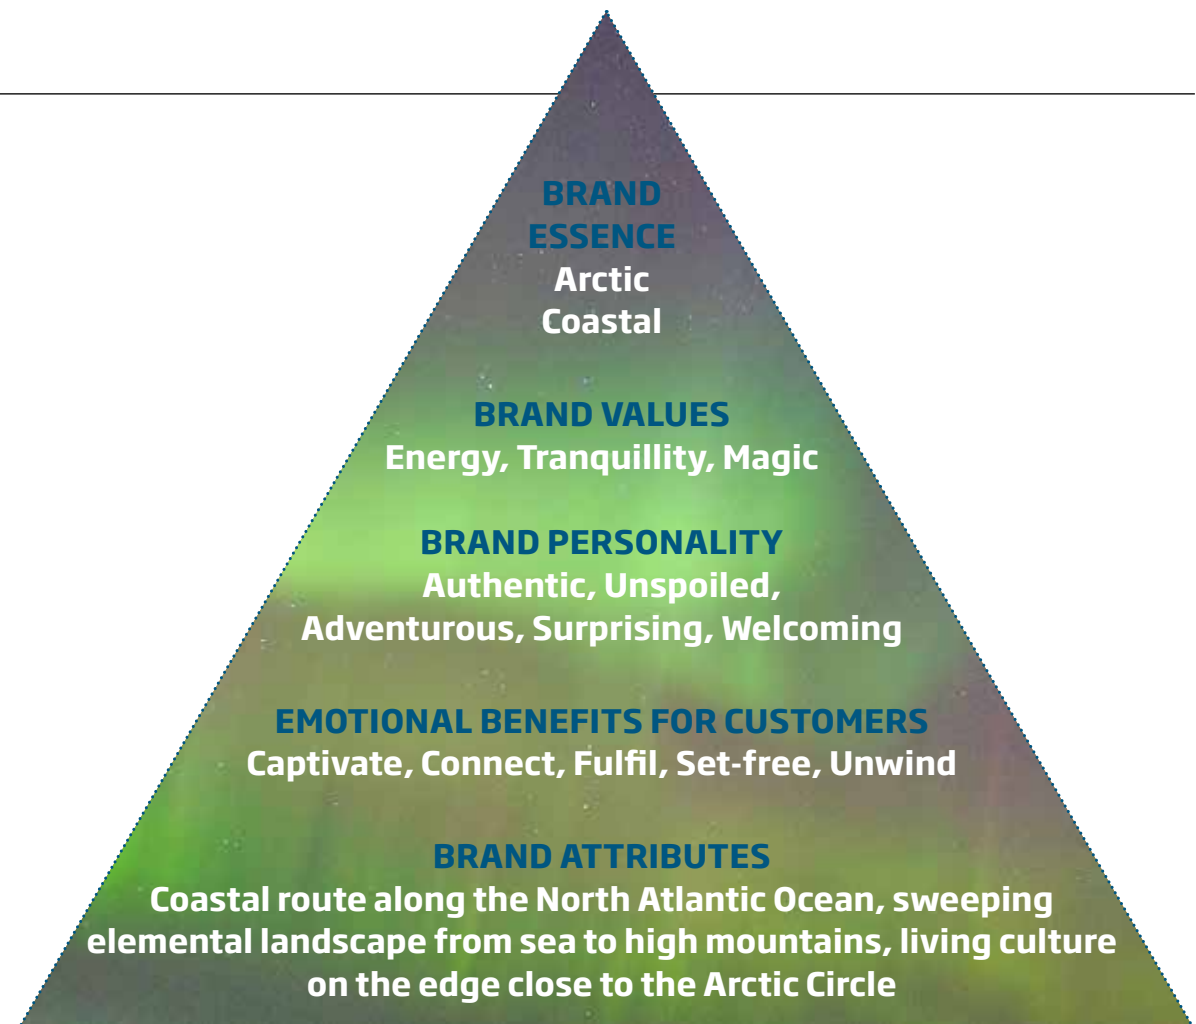 BRAND
ESSENCE
Arctic
Coastal
BRAND VALUES
Energy, Tranquillity, Magic
BRAND PERSONALITY
Authentic, Unspoiled,
Adventurous, Surprising, Welcoming
EMOTIONAL BENEFITS FOR CUSTOMERS
Captivate, Connect, Fulfil, Set-free, Unwind
BRAND ATTRIBUTES
Coastal route along the North Atlantic Ocean, sweeping
elemental landscape from sea to high mountains, living culture
on the edge close to the Arctic Circle